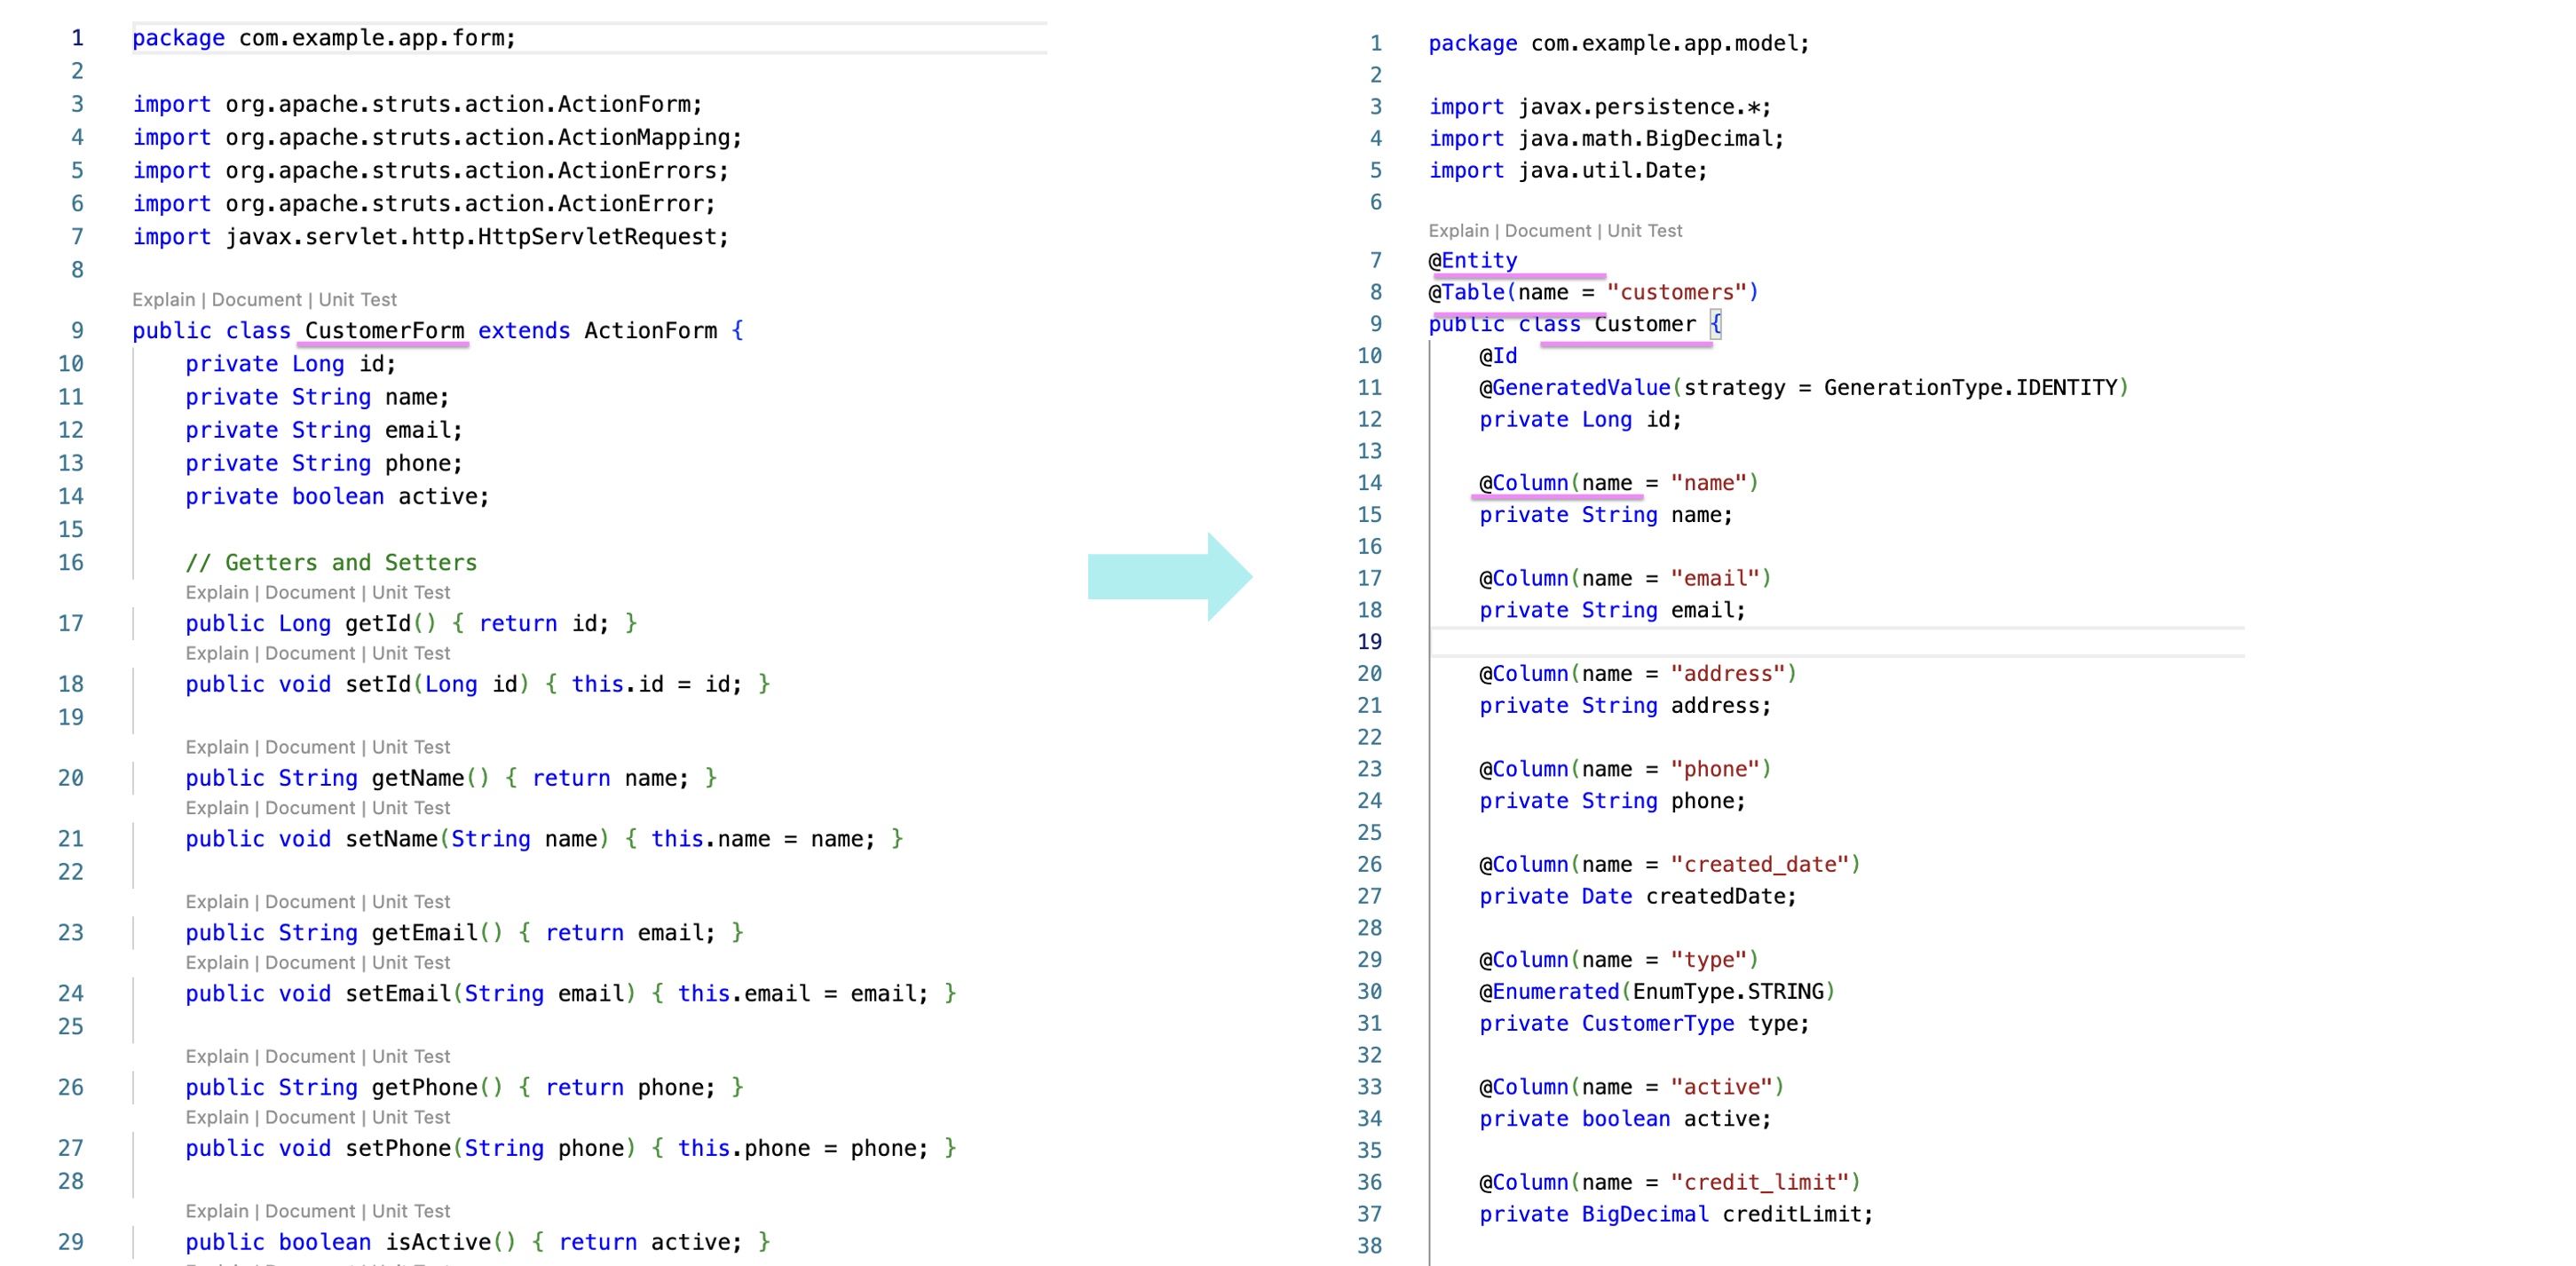 1 package com.example.app.form;
2
3 import org.apache.struts.action.ActionForm;
4 import org.apache.struts.action.ActionMapping;
5 import org.apache.struts.action.ActionErrors;
6 import org.apache.struts.action.ActionError;
7 import javax.servlet.http.HttpServletRequest;
8
Explain | Document | Unit Test
9 public class CustomerForm extends ActionForm {
10 private Long id;
11 private String name;
12 private String email;
13 private String phone;
14 private boolean active;
15
16 // Getters and Setters
Explain | Document | Unit Test
17 public Long getId() { return id; }
Explain | Document | Unit Test
18 public void setId(Long id) { this.id = id; }
19
Explain | Document | Unit Test
20 public String getName() { return name; }
Explain | Document | Unit Test
21 public void setName(String name) { this.name = name; }
22
Explain | Document | Unit Test
23 public String getEmail() { return email; }
Explain | Document | Unit Test
24 public void setEmail(String email) { this.email = email; }
25
Explain | Document | Unit Test
26 public String getPhone() { return phone; }
Explain | Document | Unit Test
27 public void setPhone(String phone) { this.phone = phone; }
28
Explain | Document | Unit Test
29 public boolean isActive() { return active; }
1 package com.example.app.model;
2
3 import javax.persistence.*;
4 import java.math.BigDecimal;
5 import java.util.Date;
6
Explain | Document | Unit Test
7 @Entity
8 @Table(name = "customers")
9 public class Customer {
10 @Id
11 @GeneratedValue(strategy = GenerationType.IDENTITY)
12 private Long id;
13
14 @Column(name = "name")
15 private String name;
16
17 @Column(name = "email")
18 private String email;
19
20 @Column(name = "address")
21 private String address;
22
23 @Column(name = "phone")
24 private String phone;
25
26 @Column(name = "created_date")
27 private Date createdDate;
28
29 @Column(name = "type")
30 @Enumerated(EnumType.STRING)
31 private CustomerType type;
32
33 @Column(name = "active")
34 private boolean active;
35
36 @Column(name = "credit_limit")
37 private BigDecimal creditLimit;
38